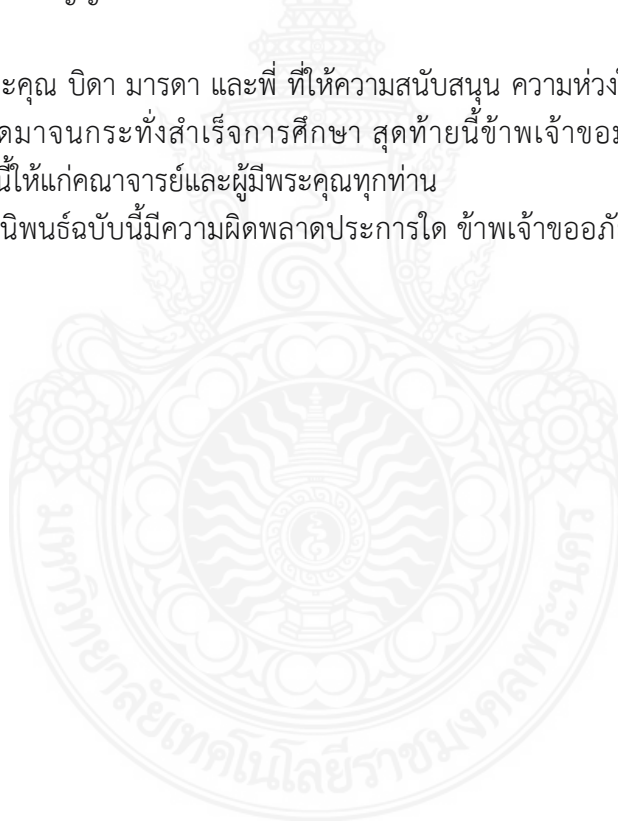 ะคุณ บิดา มารดา และพี่ ที่ให้ความสนับสนุน ความห่วงใ
ดมาจนกระทั่งสำเร็จการศึกษา สุดท้ายนี้ข้าพเจ้าขอม
นี้ให้แก่คณาจารย์และผู้มีพระคุณทุกท่าน
นิพนธ์ฉบับนี้มีความผิดพลาดประการใด ข้าพเจ้าขออภั
มหาวิทยาลัยเทคโนโลยีราชมงคลพระนคร